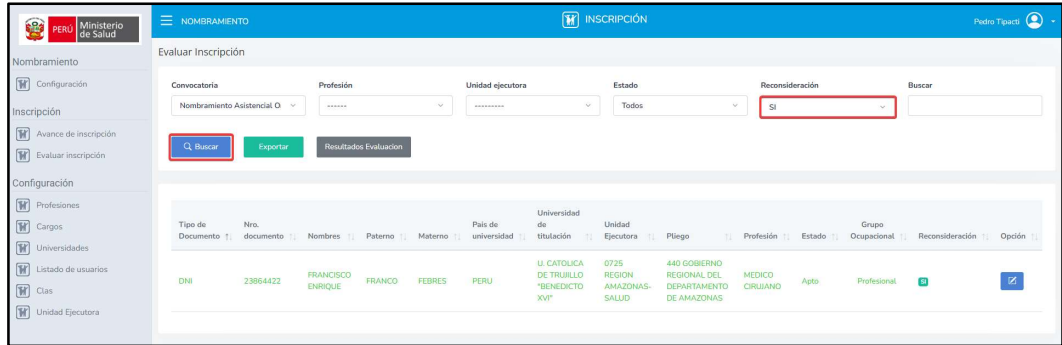 PERÚ
Ministerio
de Salud
NOMBRAMIENTO
INSCRIPCIÓN
Pedro Tipacti
Nombramiento
Configuración
Inscripción
Avance de inscripción
Evaluar inscripción
Configuración
Profesiones
Cargos
Universidades
Listado de usuarios
Clas
Unidad Ejecutora
Evaluar Inscripción
Convocatoria
Profesión
Unidad ejecutora
Estado
Reconsideración
Buscar
Nombramiento Asistencial O
------
---------
Todos
SI
Buscar
Exportar
Resultados Evaluacion
Tipo de
Documento
Nro.
documento
Nombres
Paterno
Materno
Pais de
universidad
Universidad
de
titulación
Unidad
Ejecutora
Pliego
Profesión
Estado
Grupo
Ocupacional
Reconsideración
Opción
DNI
23864422
FRANCISCO
ENRIQUE
FRANCO
FEBRES
PERU
U. CATOLICA
DE TRUJILLO
"BENEDICTO
XVI"
0725
REGION
AMAZONAS-
SALUD
440 GOBIERNO
REGIONAL DEL
DEPARTAMENTO
DE AMAZONAS
MEDICO
CIRUJANO
Apto
Profesional
SI